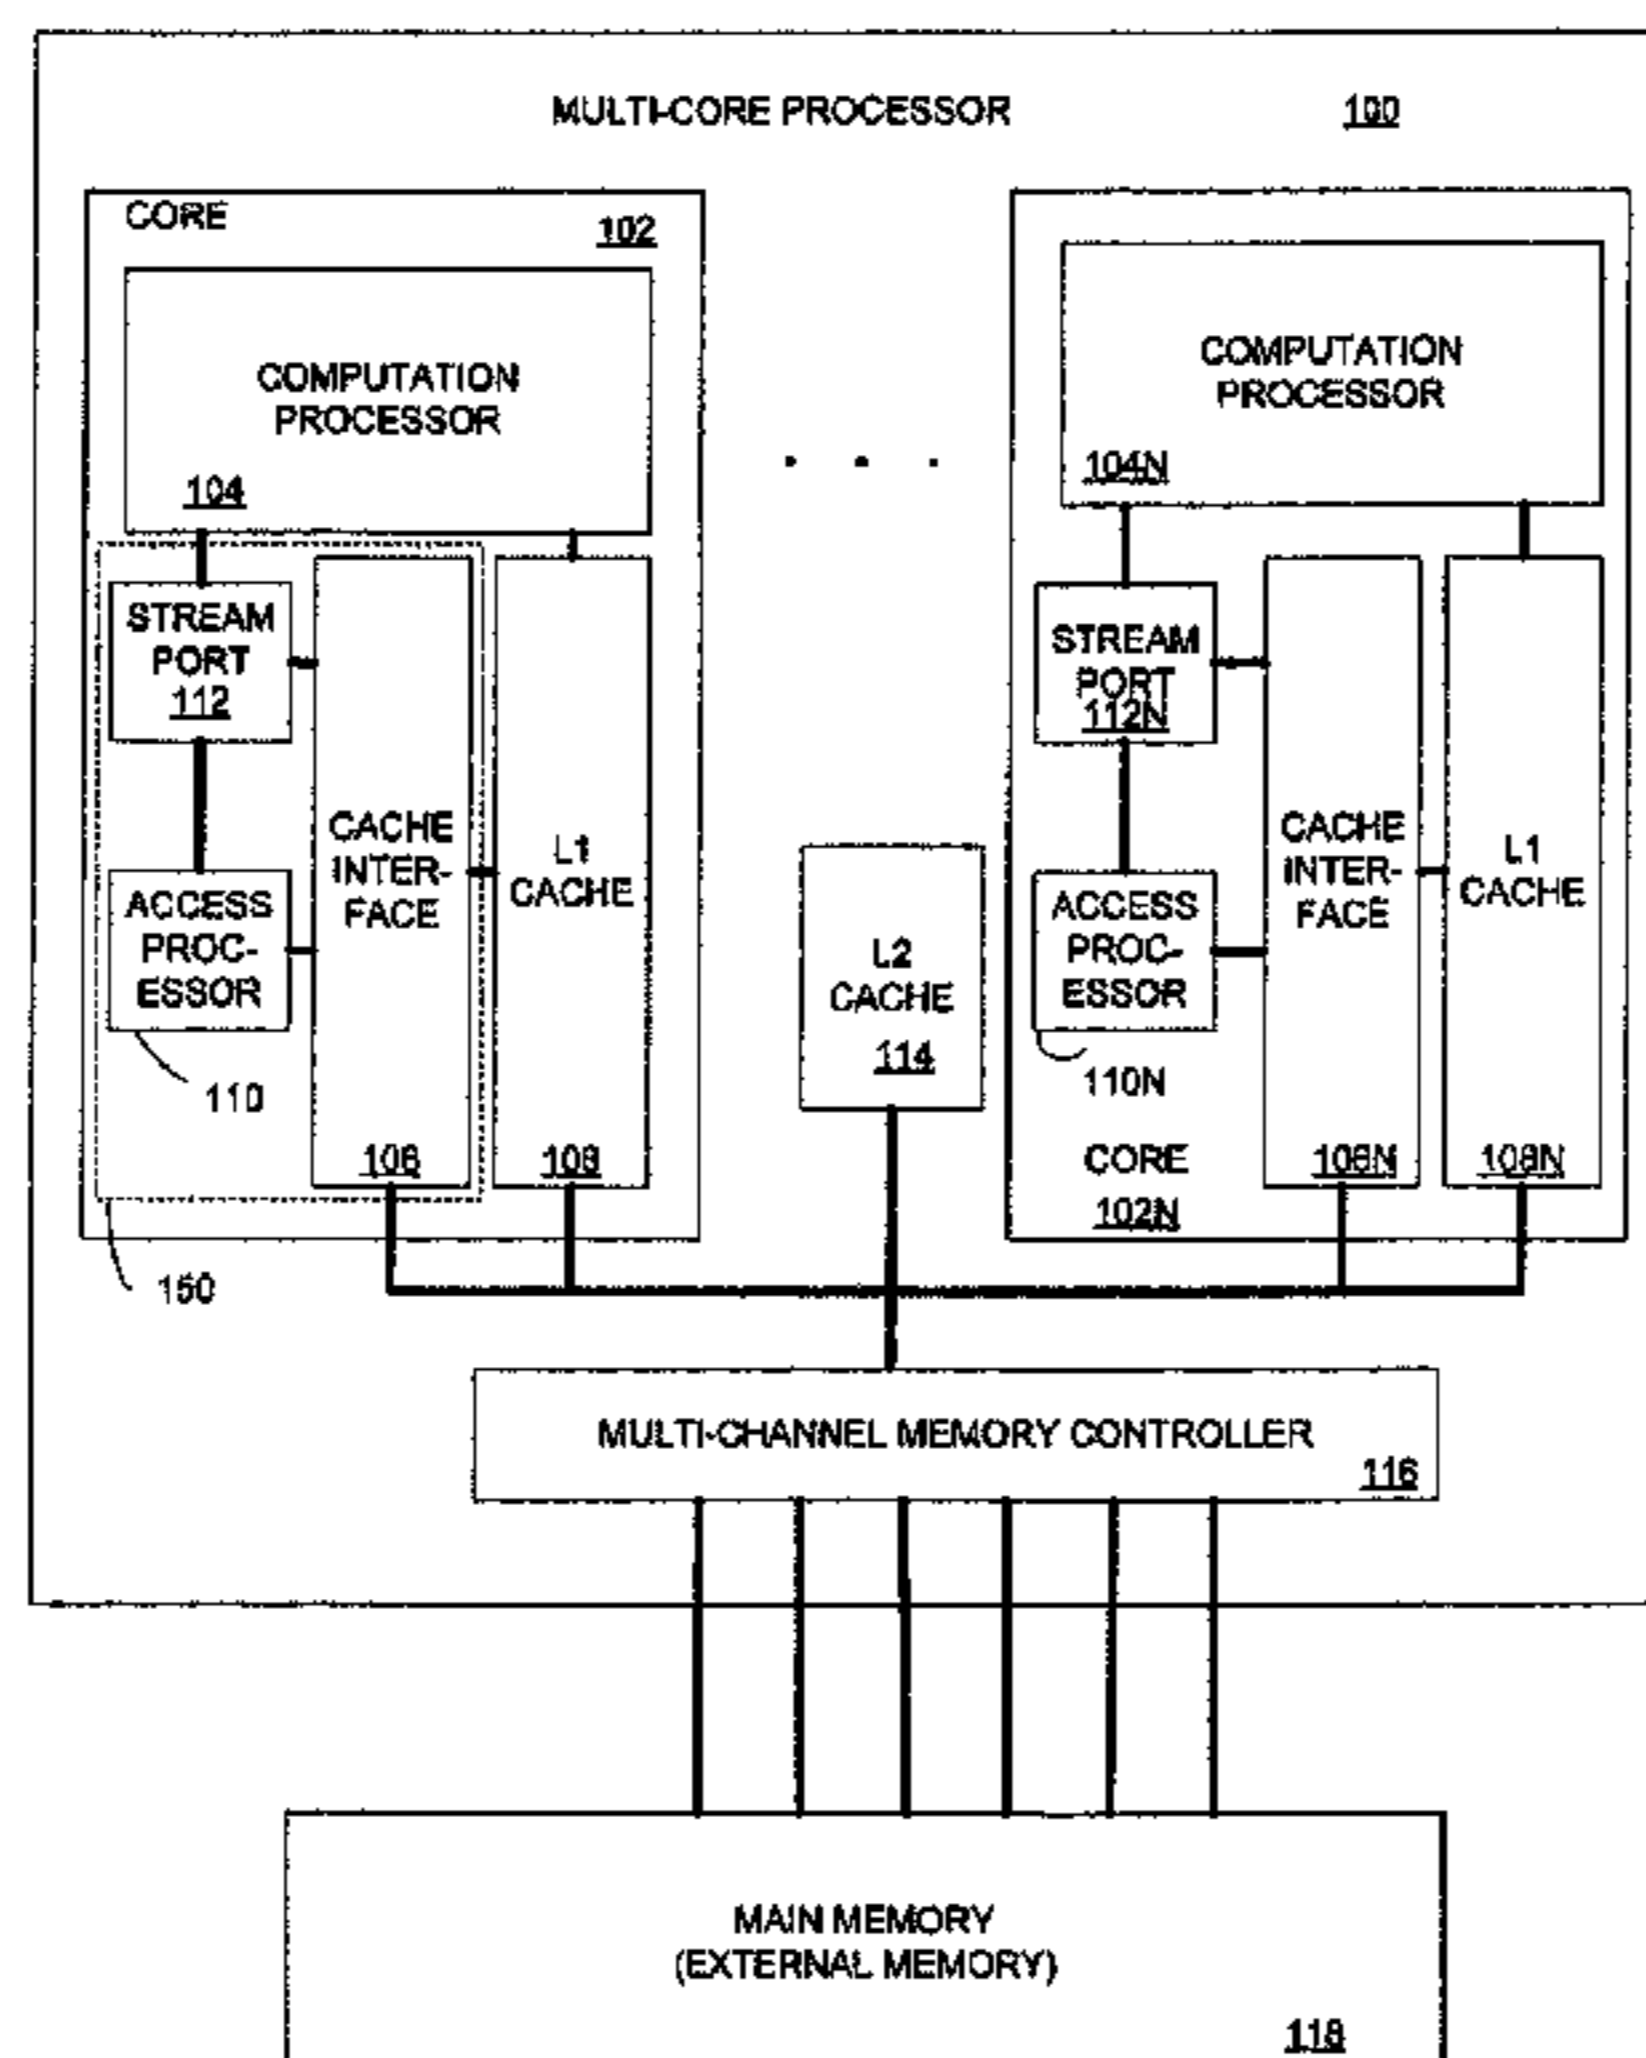 MULTI-CORE PROCESSOR 100
CORE
102
COMPUTATION
PROCESSOR
104
STREAM
PORT
112
ACCESS
PROC-
ESSOR
110
CACHE
INTER-
FACE
106
L1
CACHE
108
150
. . .
L2
CACHE
114
COMPUTATION
PROCESSOR
104N
STREAM
PORT
112N
ACCESS
PROC-
ESSOR
110N
CACHE
INTER-
FACE
106N
L1
CACHE
108N
CORE
102N
MULTI-CHANNEL MEMORY CONTROLLER
116
MAIN MEMORY
(EXTERNAL MEMORY)
118